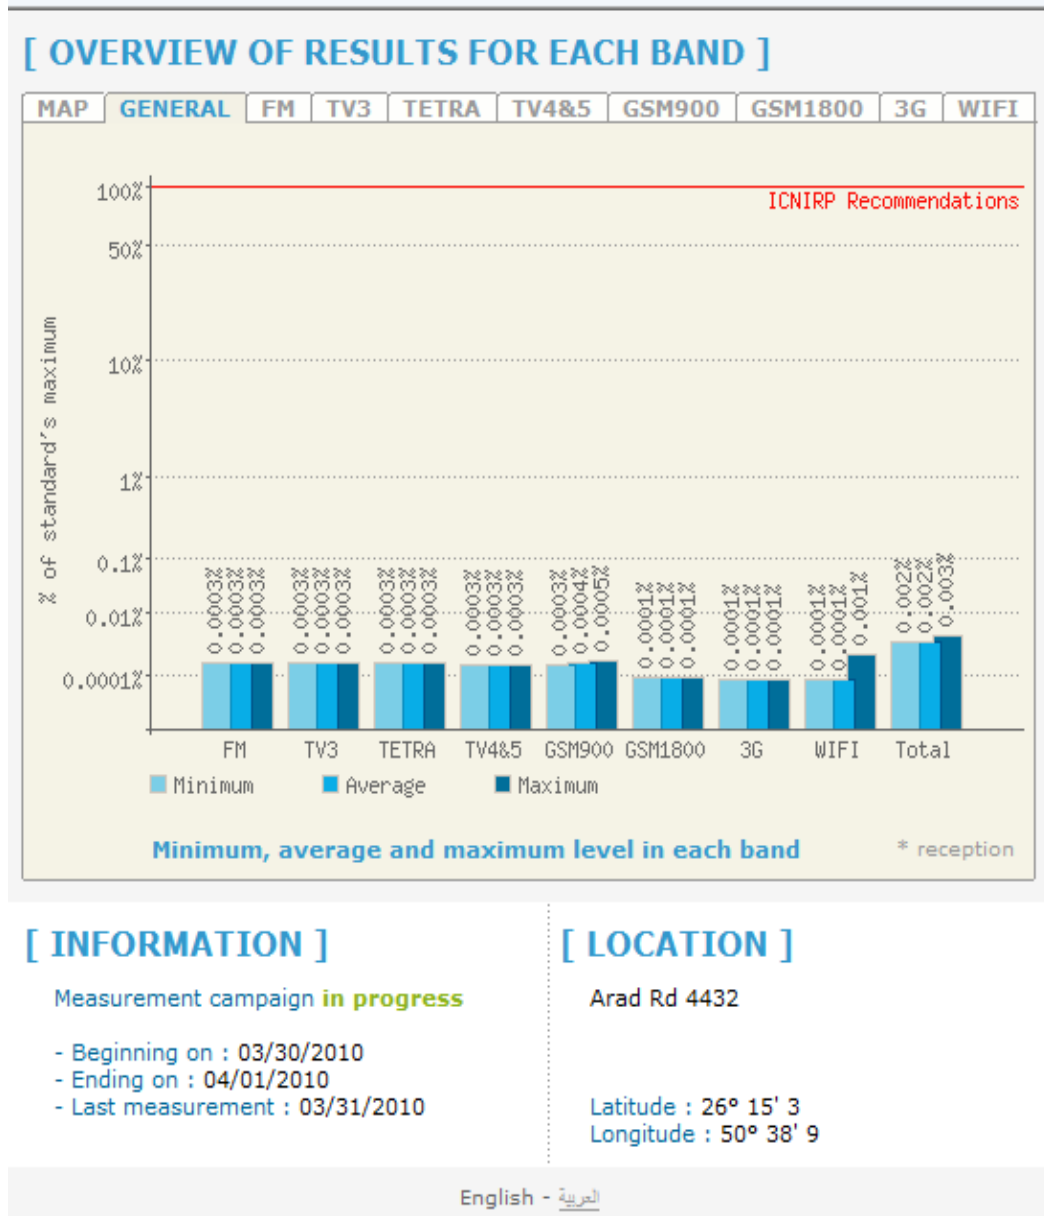 [ OVERVIEW OF RESULTS FOR EACH BAND ]
MAP GENERAL FM TV3 TETRA TV4&5 GSM900 GSM1800 3G WIFI
100%
ICNIRP Recommendations
50%
10%
1%
0.1%
0.01%
0.0001%
% of standard's maximum
0.0003% 0.0003% 0.0003% 0.0003% 0.0003% 0.0003% 0.0003% 0.0003% 0.0003% 0.0003% 0.0003% 0.0003% 0.0003% 0.0004% 0.0005% 0.0001% 0.0001% 0.0001% 0.0001% 0.0001% 0.0001% 0.0001% 0.0001% 0.001% 0.002% 0.002% 0.003%
FM TV3 TETRA TV4&5 GSM900 GSM1800 3G WIFI Total
Minimum Average Maximum
Minimum, average and maximum level in each band * reception
[ INFORMATION ]
Measurement campaign in progress
- Beginning on : 03/30/2010
- Ending on : 04/01/2010
- Last measurement : 03/31/2010
[ LOCATION ]
Arad Rd 4432
Latitude : 26° 15' 3
Longitude : 50° 38' 9
English - العربية